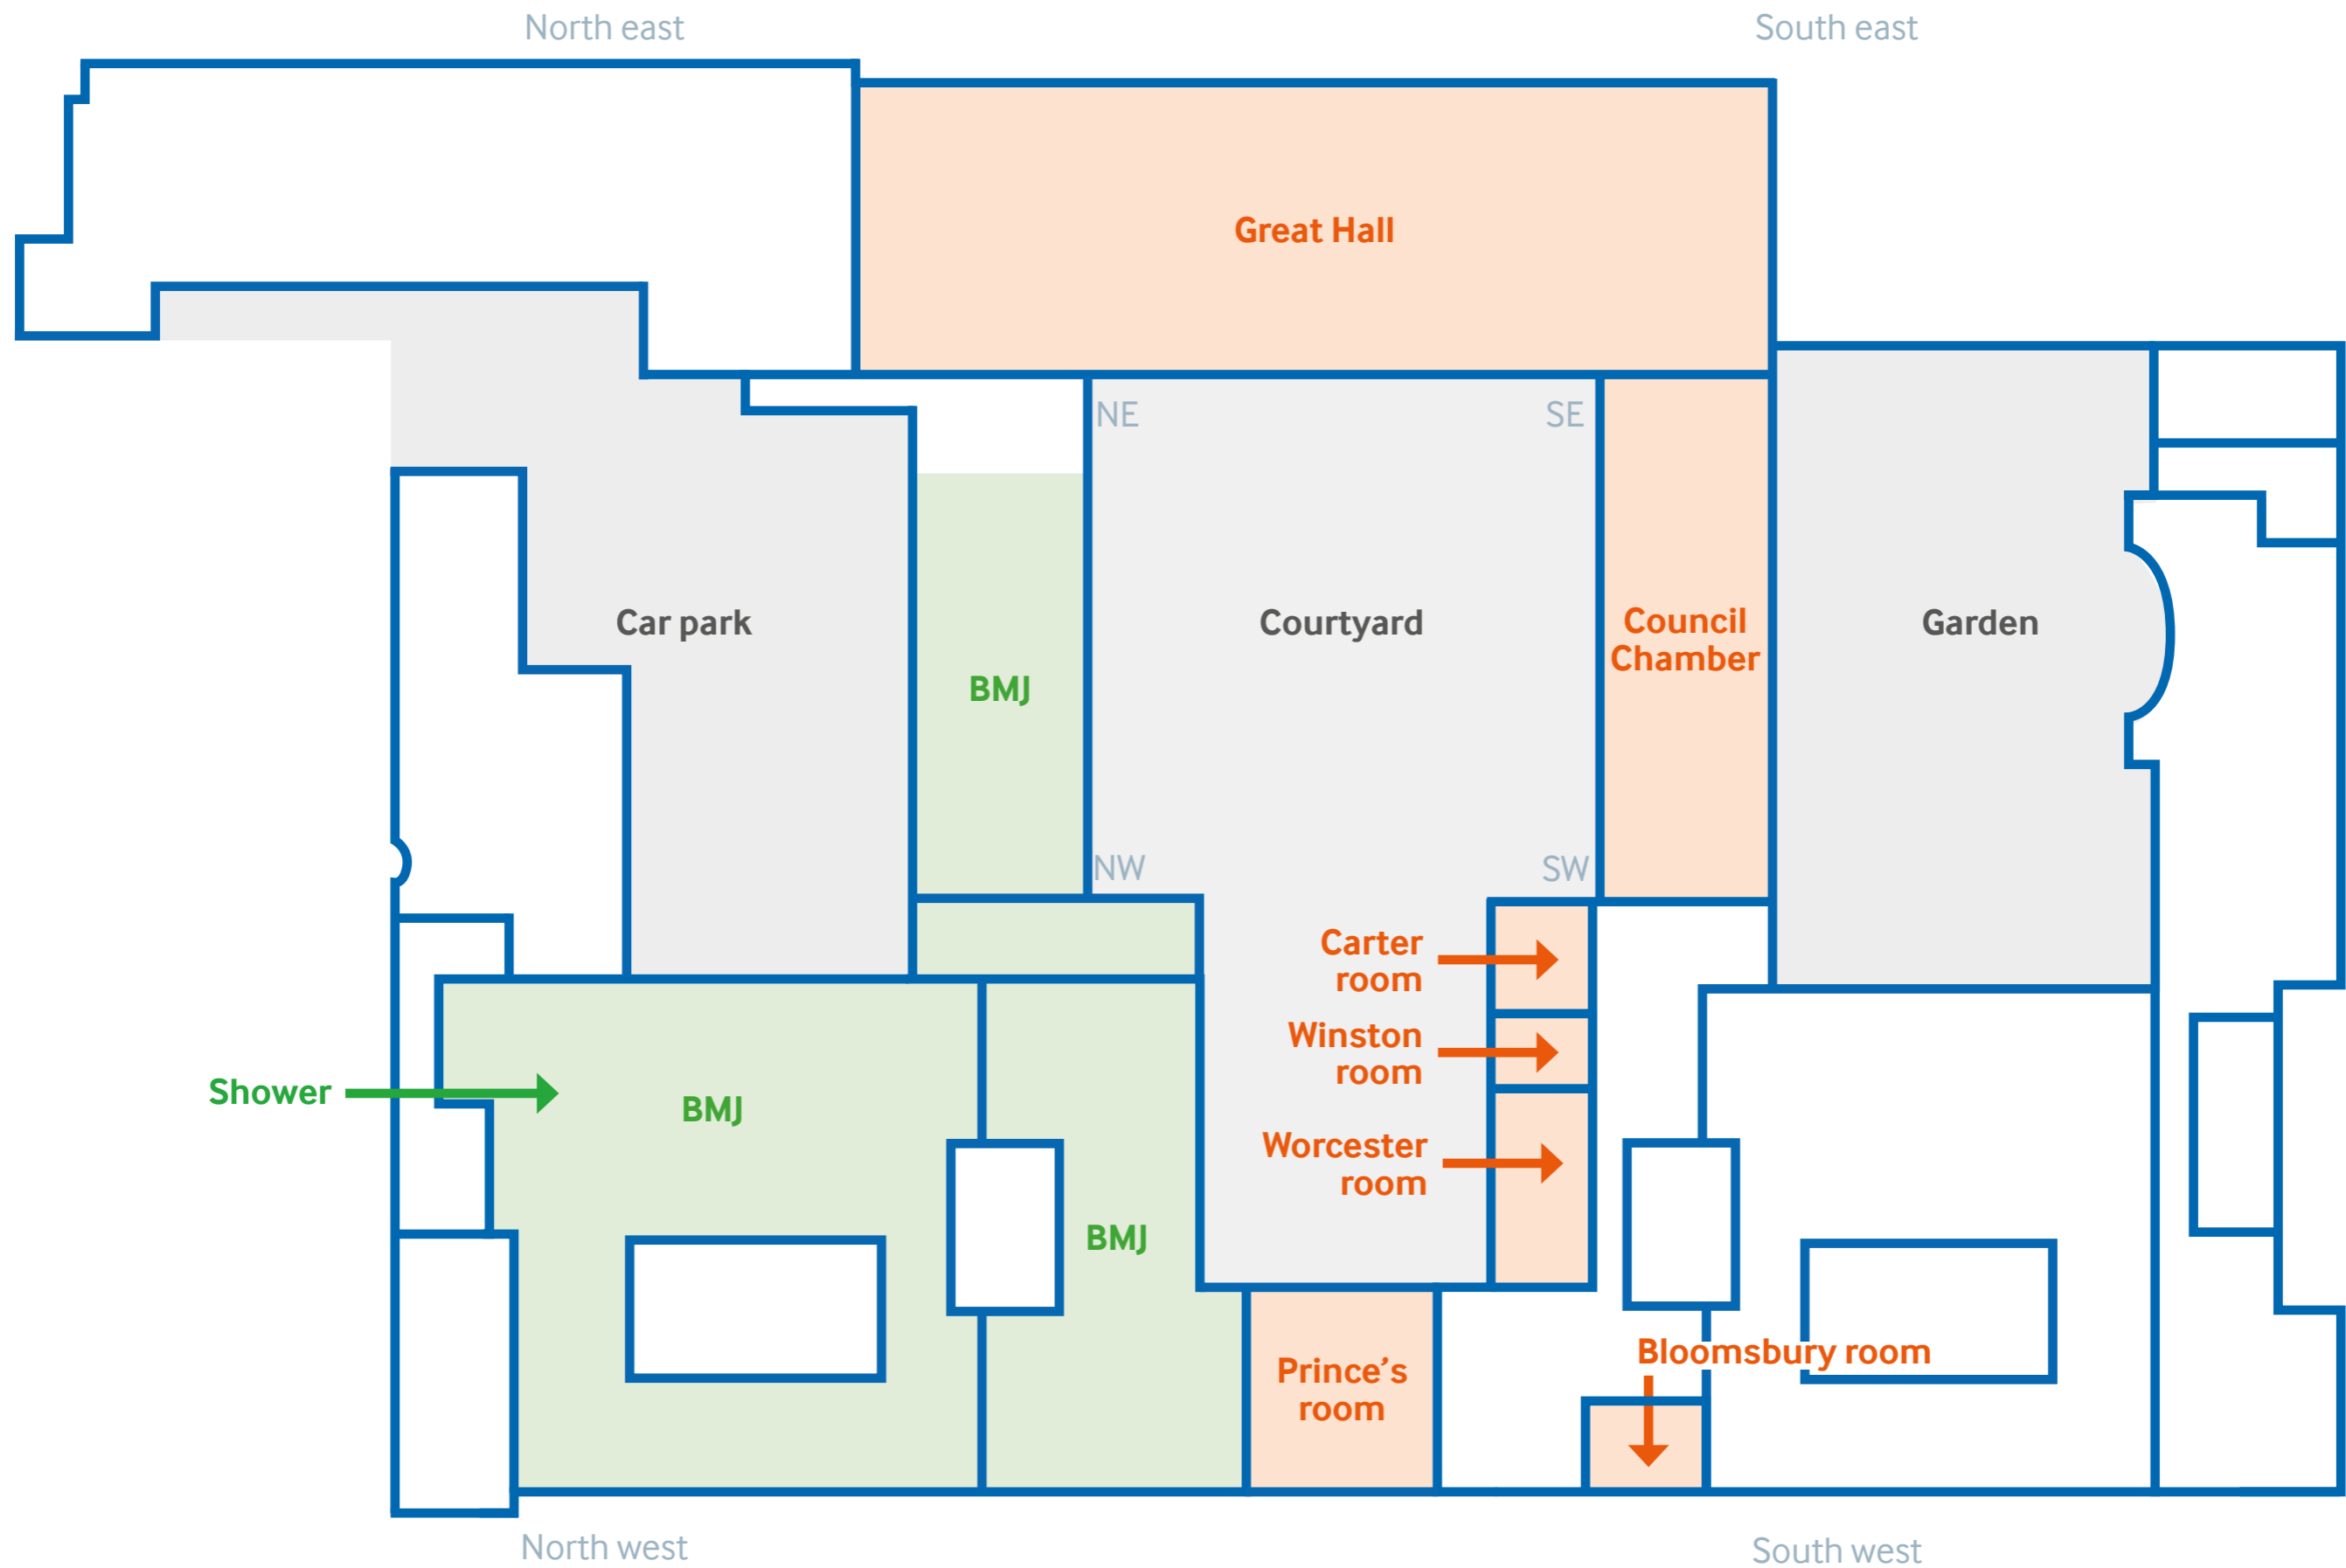 North east
South east
Great Hall
NE
SE
Car park
Courtyard
Council
Chamber
Garden
BMJ
NW
SW
Carter
room
Winston
room
Shower
BMJ
Worcester
room
BMJ
Bloomsbury room
Prince’s
room
North west
South west